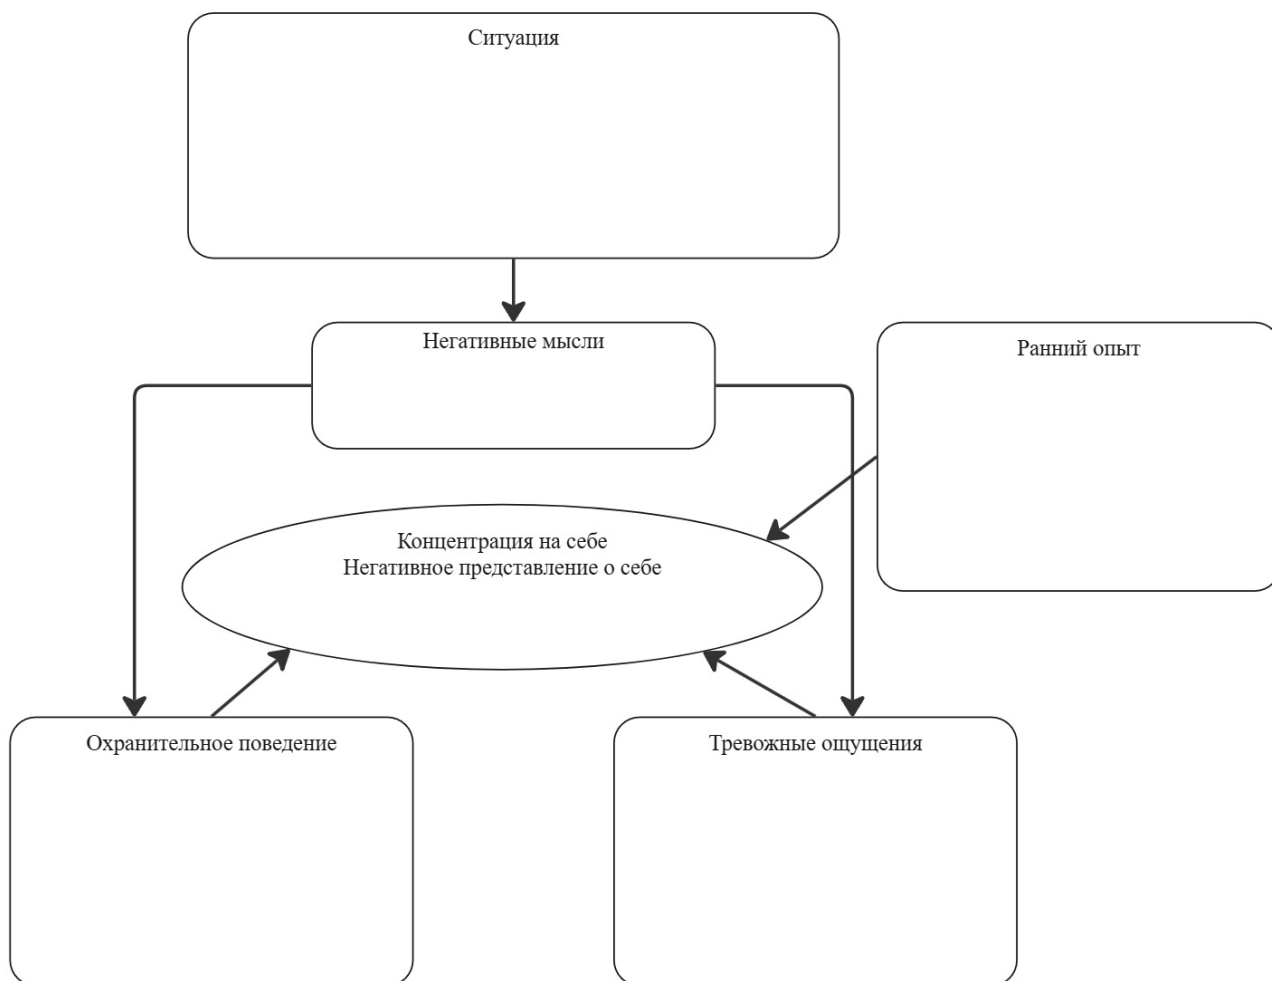 Ситуация
Негативные мысли
Ранний опыт
Концентрация на себе
Негативное представление о себе
Охранительное поведение
Тревожные ощущения